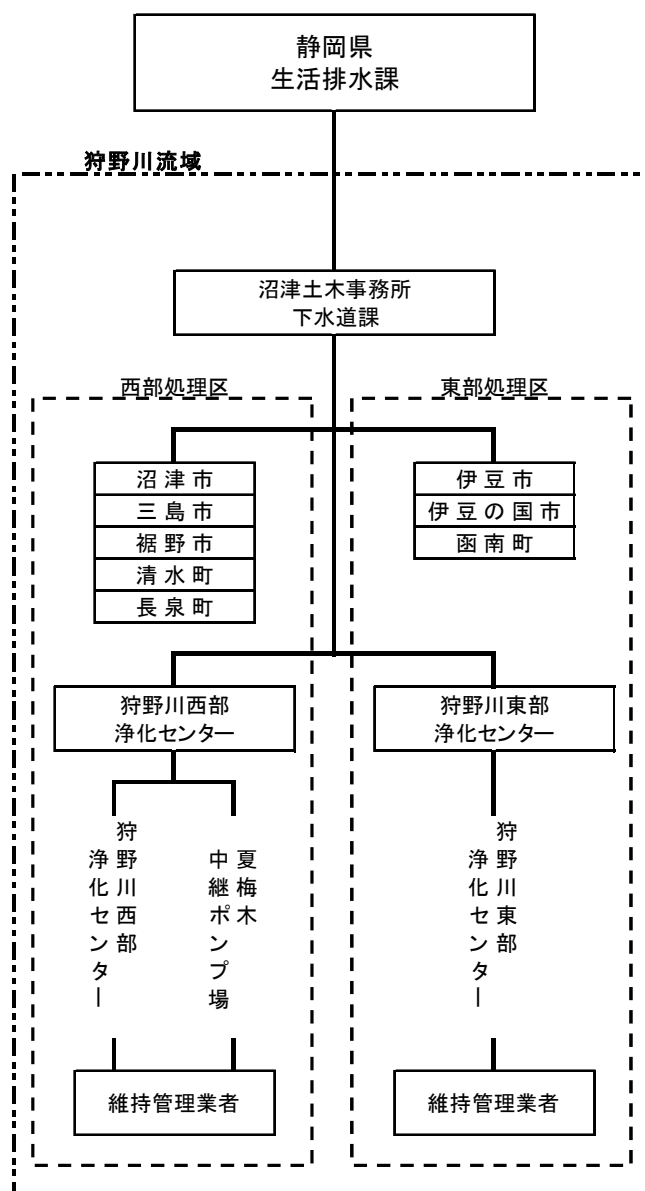 静岡県
生活排水課
狩野川流域
沼津土木事務所
下水道課
西部処理区
東部処理区
沼津市
三島市
裾野市
清水町
長泉町
伊豆市
伊豆の国市
函南町
狩野川西部
浄化センター
狩野川東部
浄化センター
狩野川西部
浄化センター
夏梅木
中継ポンプ場
狩野川東部
浄化センター
維持管理業者
維持管理業者